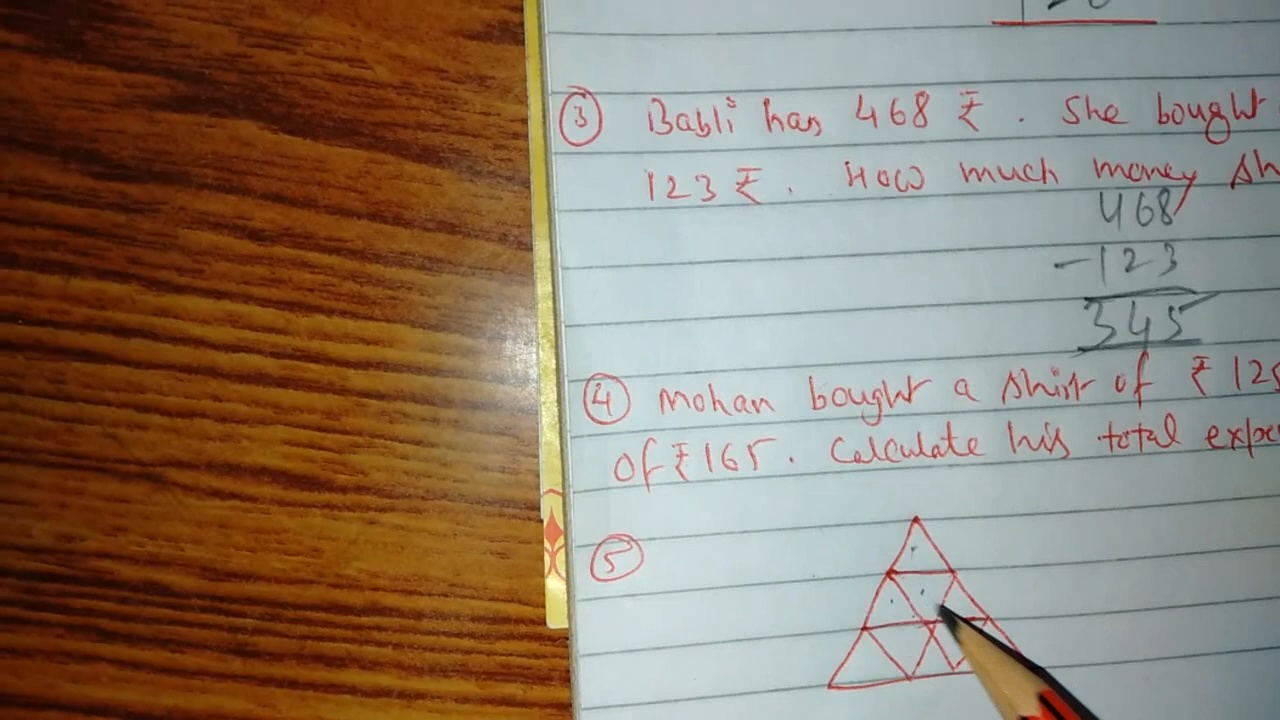 3 Babli has 468 ₹. She bought
123 ₹. How much money
468
-123
345
4 Mohan bought a shirt of ₹
of ₹165. Calculate his total
5